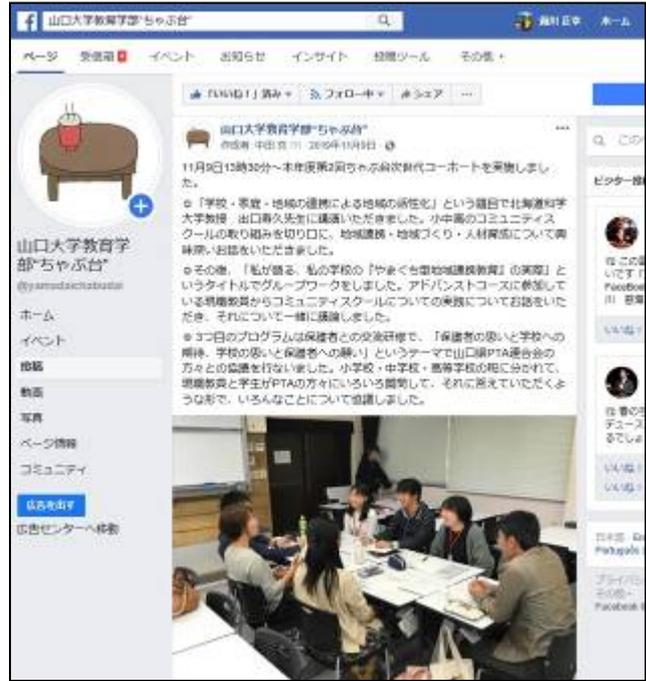 山口大学教育学部"ちゃぶ台"
ホーム
ページ
受信箱
イベント
お知らせ
インサイト
投稿ツール
その他
「いいね！」済み
フォロー中
シェア
山口大学教育学部"ちゃぶ台"
2019年11月9日
11月9日13時30分～本年度第2回ちゃぶ台次世代コーホートを実施しまし
た。
「学校・家庭・地域の連携による地域の活性化」という題目で北海道科学
大学教授 出口寿久先生に講演いただきました。小中高のコミュニティス
クールの取り組みを切り口に、地域連携・地域づくり・人材育成について興
味深いお話をいただきました。
その後、「私が語る、私の学校の『やまぐち型地域連携教育』の実際」と
いうタイトルでグループワークをしました。アドバンストコースに参加して
いる現職教員からコミュニティスクールについての実践についてお話をいた
だき、それについて一緒に議論しました。
3つ目のプログラムは保護者との交流研修で、「保護者の思いと学校への
期待、学校の思いと保護者への願い」というテーマで山口県PTA連合会の
方々との協議を行ないました。小学校・中学校・高等学校の班に分かれて、
現職教員と学生がPTAの方々にいろいろ質問して、それに答えていただくよ
うな形で、いろんなことについて協議しました。
山口大学教育学
部"ちゃぶ台"
@yamadaichabudai
ホーム
イベント
投稿
動画
写真
ページ情報
コミュニティ
広告を出す
広告センターへ移動